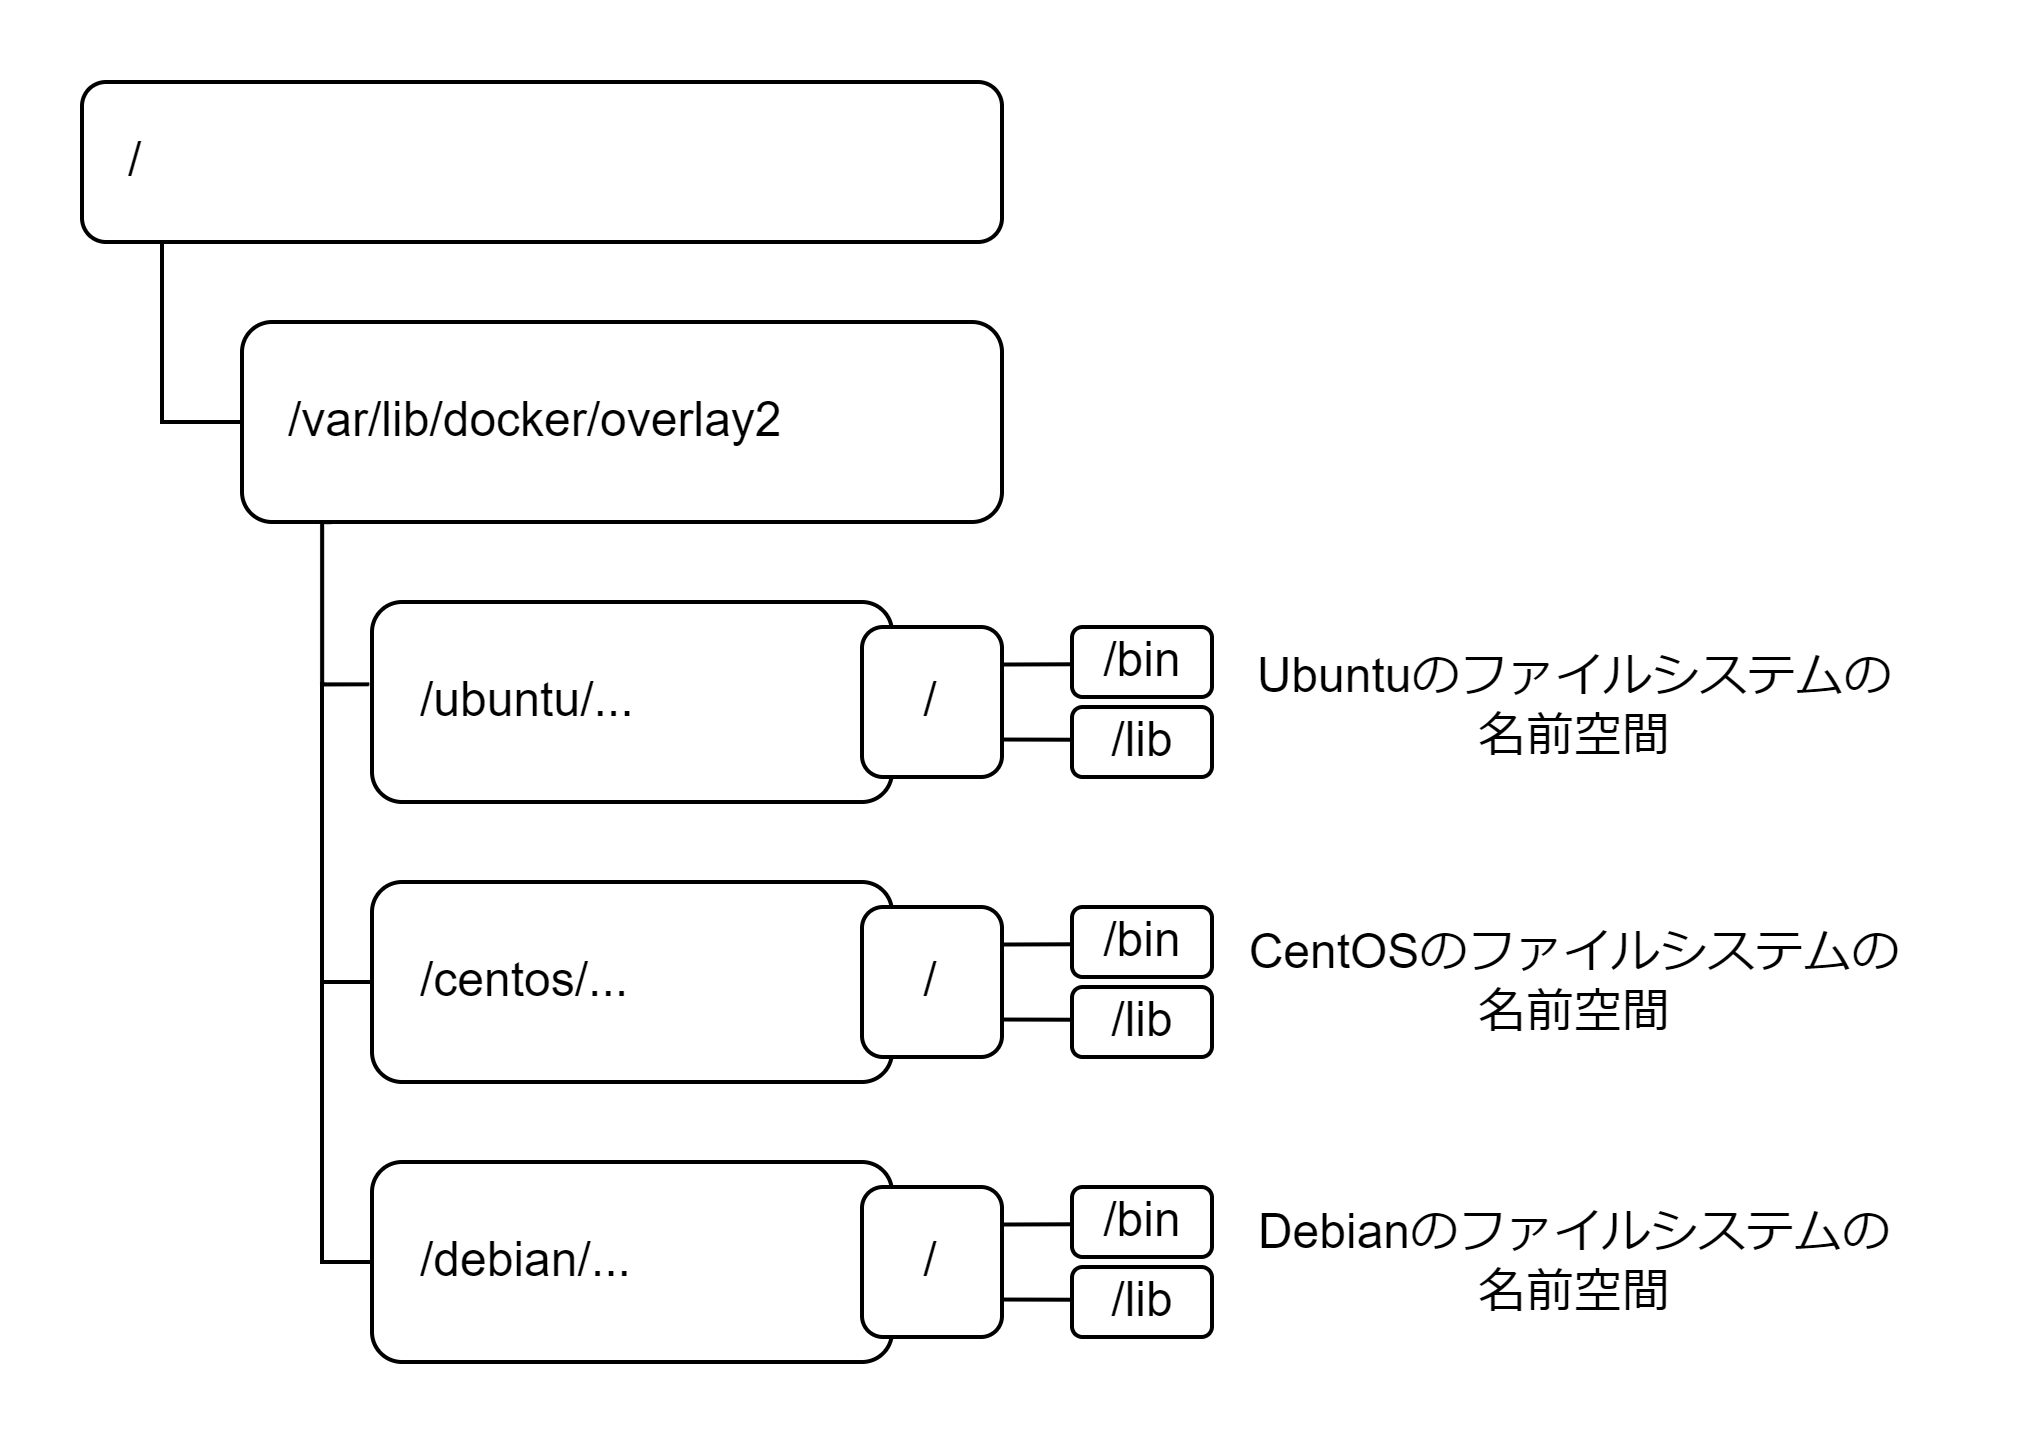 /
/var/lib/docker/overlay2
/ubuntu/...
/
/bin
/lib
Ubuntuのファイルシステムの
名前空間
/centos/...
/
/bin
/lib
CentOSのファイルシステムの
名前空間
/debian/...
/
/bin
/lib
Debianのファイルシステムの
名前空間